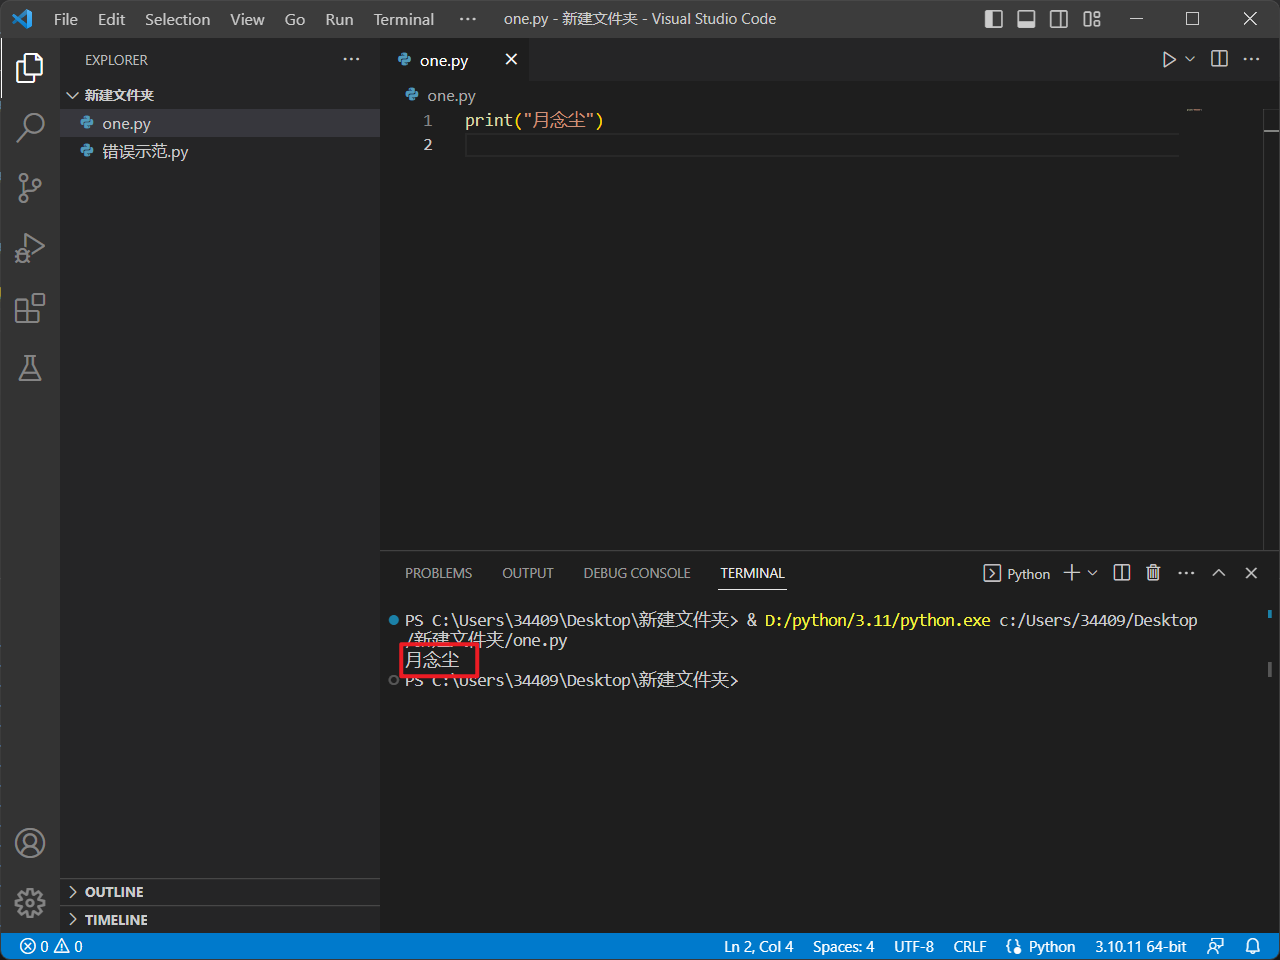 File Edit Selection View Go Run Terminal ··· one.py - 新建文件夹 - Visual Studio Code
EXPLORER ···
新建文件夹
one.py
错误示范.py
OUTLINE
TIMELINE
one.py
one.py
1 print("月念尘")
2
PROBLEMS OUTPUT DEBUG CONSOLE TERMINAL Python
PS C:\Users\34409\Desktop\新建文件夹> & D:/python/3.11/python.exe c:/Users/34409/Desktop
/新建文件夹/one.py
月念尘
PS C:\Users\34409\Desktop\新建文件夹>
0 0 Ln 2, Col 4 Spaces: 4 UTF-8 CRLF Python 3.10.11 64-bit